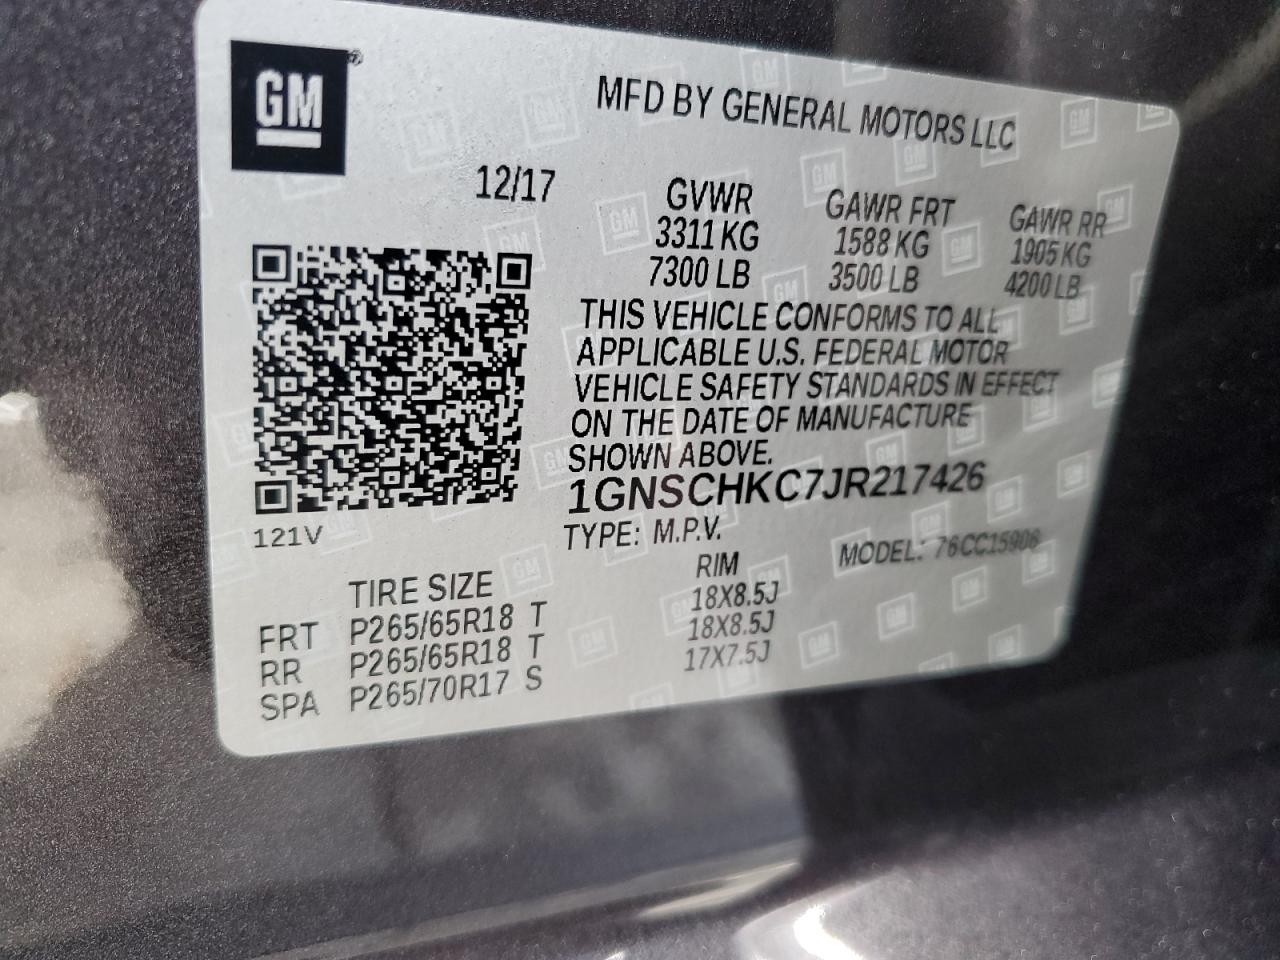 GM®
MFD BY GENERAL MOTORS LLC
12/17
GVWR GAWR FRT GAWR RR
3311 KG 1588 KG 1905 KG
7300 LB 3500 LB 4200 LB
THIS VEHICLE CONFORMS TO ALL
APPLICABLE U.S. FEDERAL MOTOR
VEHICLE SAFETY STANDARDS IN EFFECT
ON THE DATE OF MANUFACTURE
SHOWN ABOVE.
1GNSCHKC7JR217426
121V
TYPE: M.P.V. MODEL: 76CC15906
TIRE SIZE RIM
FRT P265/65R18 T 18X8.5J
RR P265/65R18 T 18X8.5J
SPA P265/70R17 S 17X7.5J